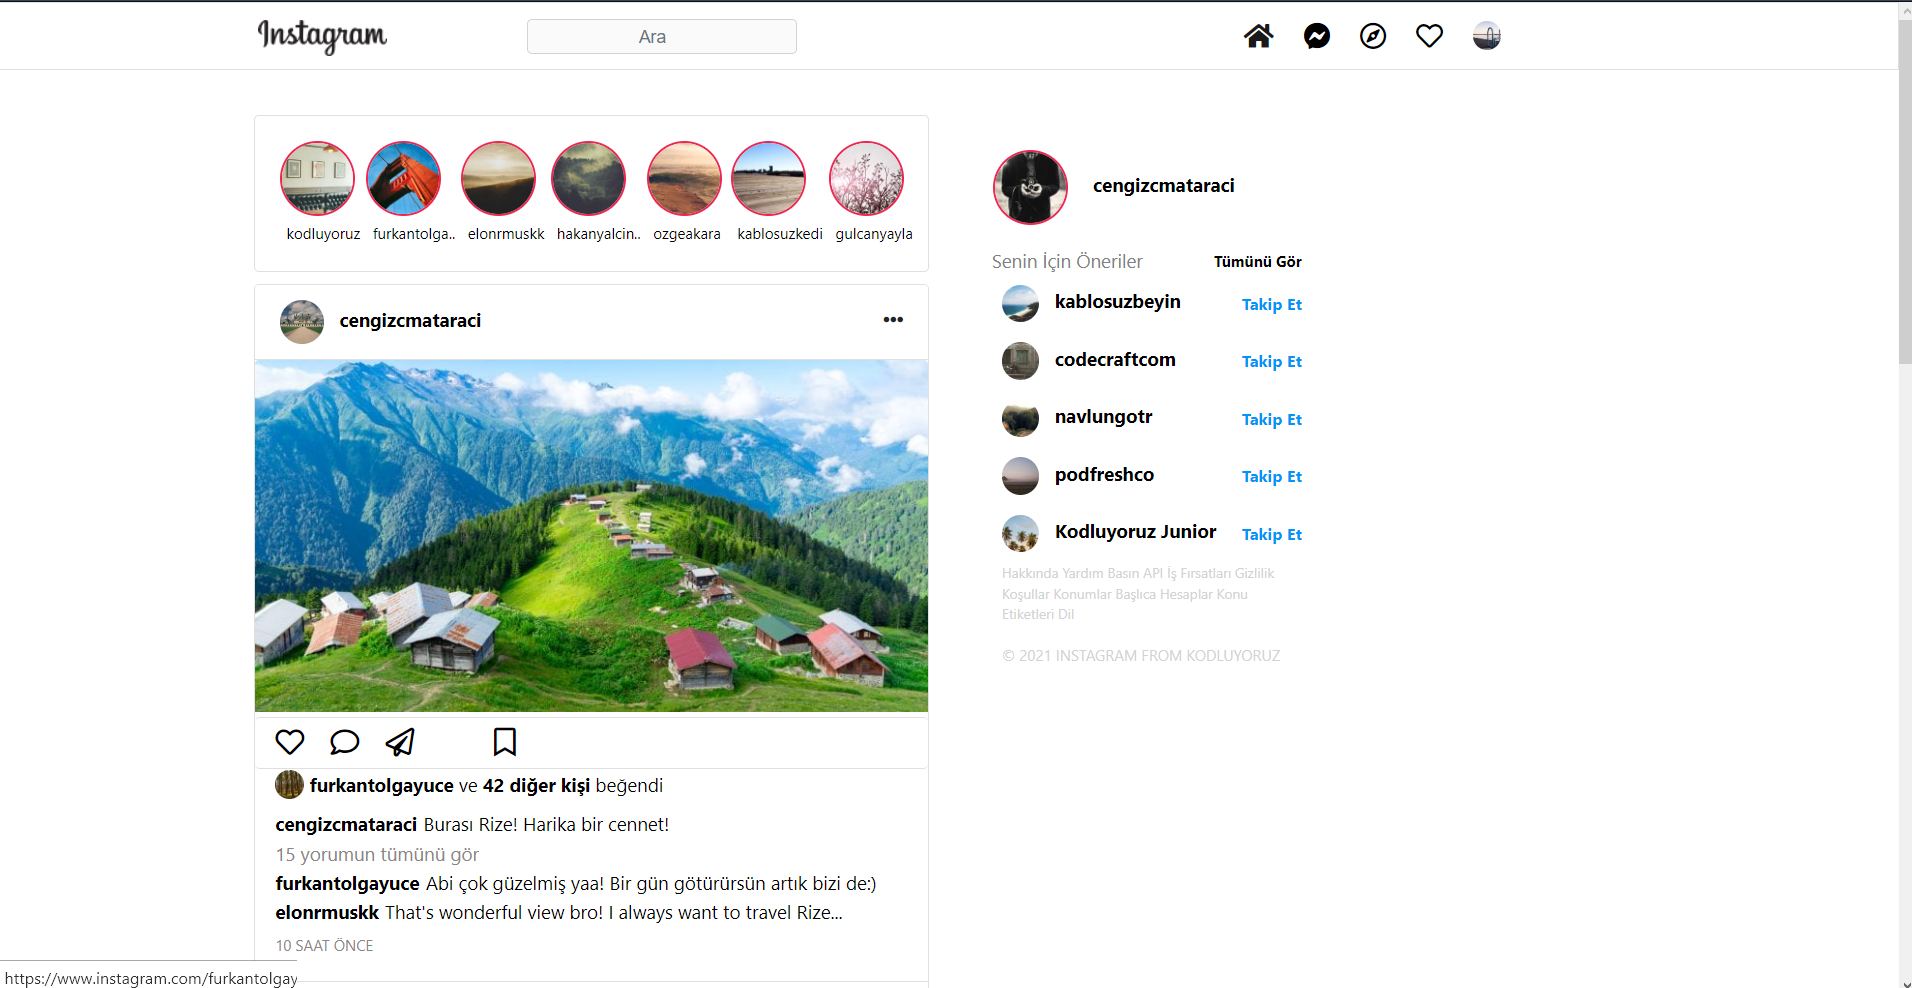 Instagram
Ara
kodluyoruz furkantolga.. elonrmuskk hakanyalcin.. ozgeakara kablosuzkedi gulcanyayla
cengizcmataraci
Senin İçin Öneriler Tümünü Gör
kablosuzbeyin Takip Et
codecraftcom Takip Et
navlungotr Takip Et
podfreshco Takip Et
Kodluyoruz Junior Takip Et
Hakkında Yardım Basın API İş Fırsatları Gizlilik
Koşullar Konumlar Başlıca Hesaplar Konu
Etiketleri Dil
© 2021 INSTAGRAM FROM KODLUYORUZ
cengizcmataraci
furkantolgayuce ve 42 diğer kişi beğendi
cengizcmataraci Burası Rize! Harika bir cennet!
15 yorumun tümünü gör
furkantolgayuce Abi çok güzelmiş yaa! Bir gün götürürsün artık bizi de:)
elonrmuskk That's wonderful view bro! I always want to travel Rize...
10 SAAT ÖNCE
https://www.instagram.com/furkantolgay